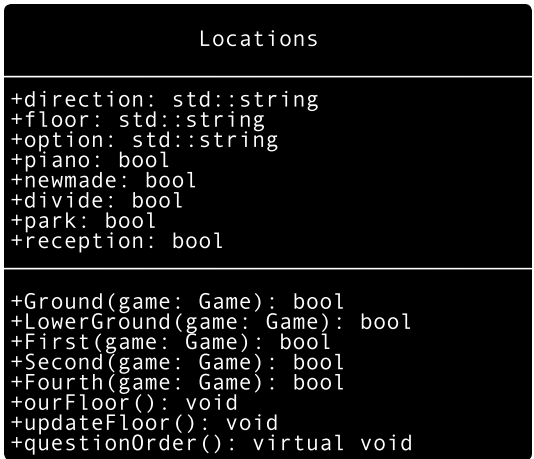 Locations
+direction: std::string
+floor: std::string
+option: std::string
+piano: bool
+newmade: bool
+divide: bool
+park: bool
+reception: bool
+Ground(game: Game): bool
+LowerGround(game: Game): bool
+First(game: Game): bool
+Second(game: Game): bool
+Fourth(game: Game): bool
+ourFloor(): void
+updateFloor(): void
+questionOrder(): virtual void